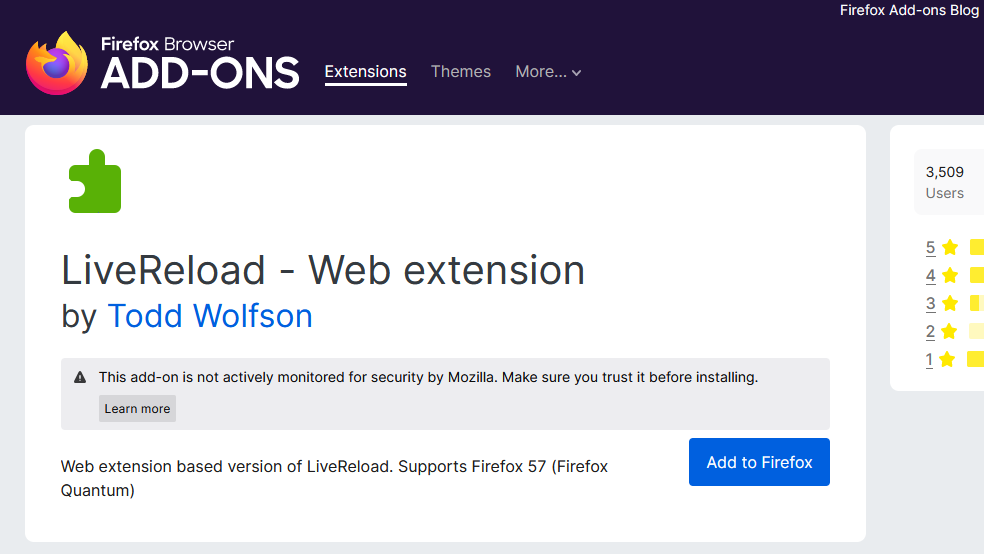 Firefox Add-ons Blog
Firefox Browser
ADD-ONS
Extensions
Themes
More...
LiveReload - Web extension
by Todd Wolfson
This add-on is not actively monitored for security by Mozilla. Make sure you trust it before installing.
Learn more
Web extension based version of LiveReload. Supports Firefox 57 (Firefox
Quantum)
Add to Firefox
3,509
Users
5
4
3
2
1